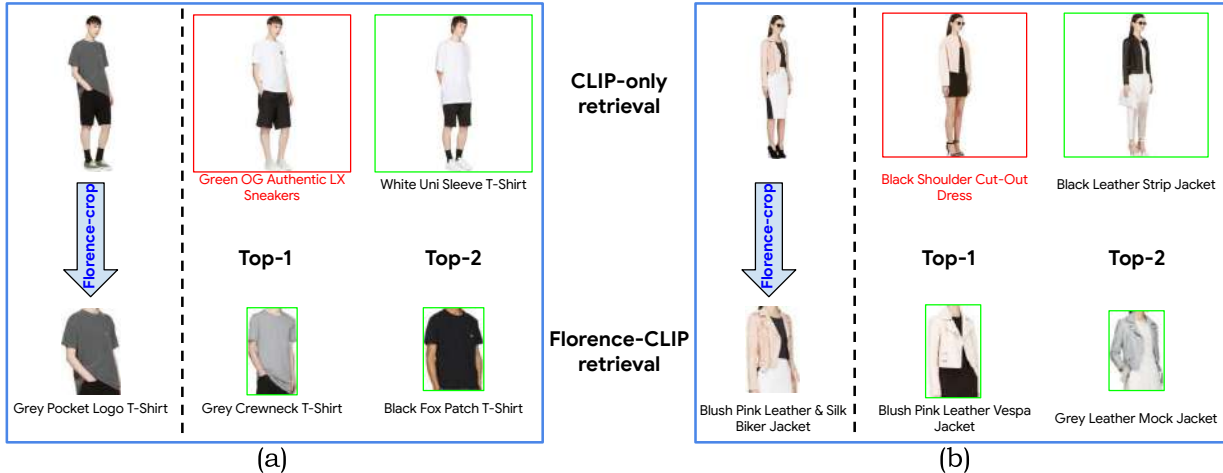 Green OG Authentic LX
Sneakers
White Uni Sleeve T-Shirt
Florence-crop
Top-1
Top-2
Grey Pocket Logo T-Shirt
Grey Crewneck T-Shirt
Black Fox Patch T-Shirt
(a)
CLIP-only
retrieval
Florence-CLIP
retrieval
Black Shoulder Cut-Out
Dress
Black Leather Strip Jacket
Florence-crop
Top-1
Top-2
Blush Pink Leather & Silk
Biker Jacket
Blush Pink Leather Vespa
Jacket
Grey Leather Mock Jacket
(b)